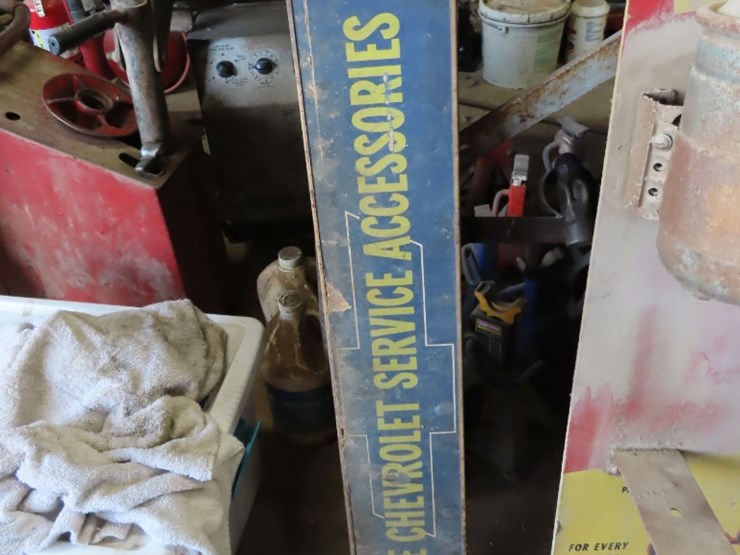 E CHEVROLET SERVICE ACCESSORIES
FOR EVERY